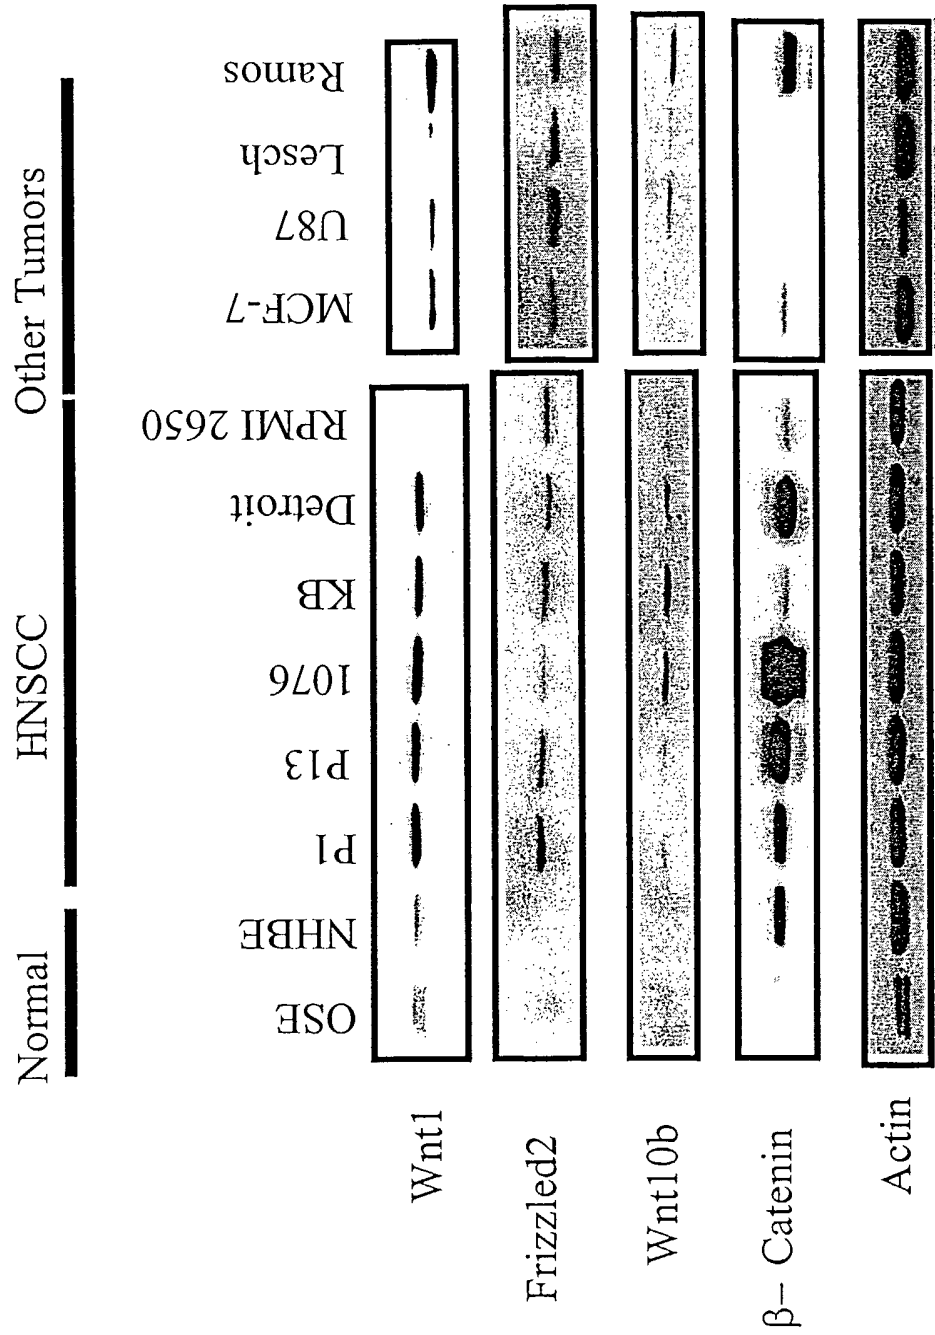 Normal
HNSCC
Other Tumors
OSE
NHBE
P1
P13
1076
KB
Detroit
RPMI 2650
MCF-7
U87
Lesch
Ramos
Wnt1
Frizzled2
Wnt10b
β– Catenin
Actin